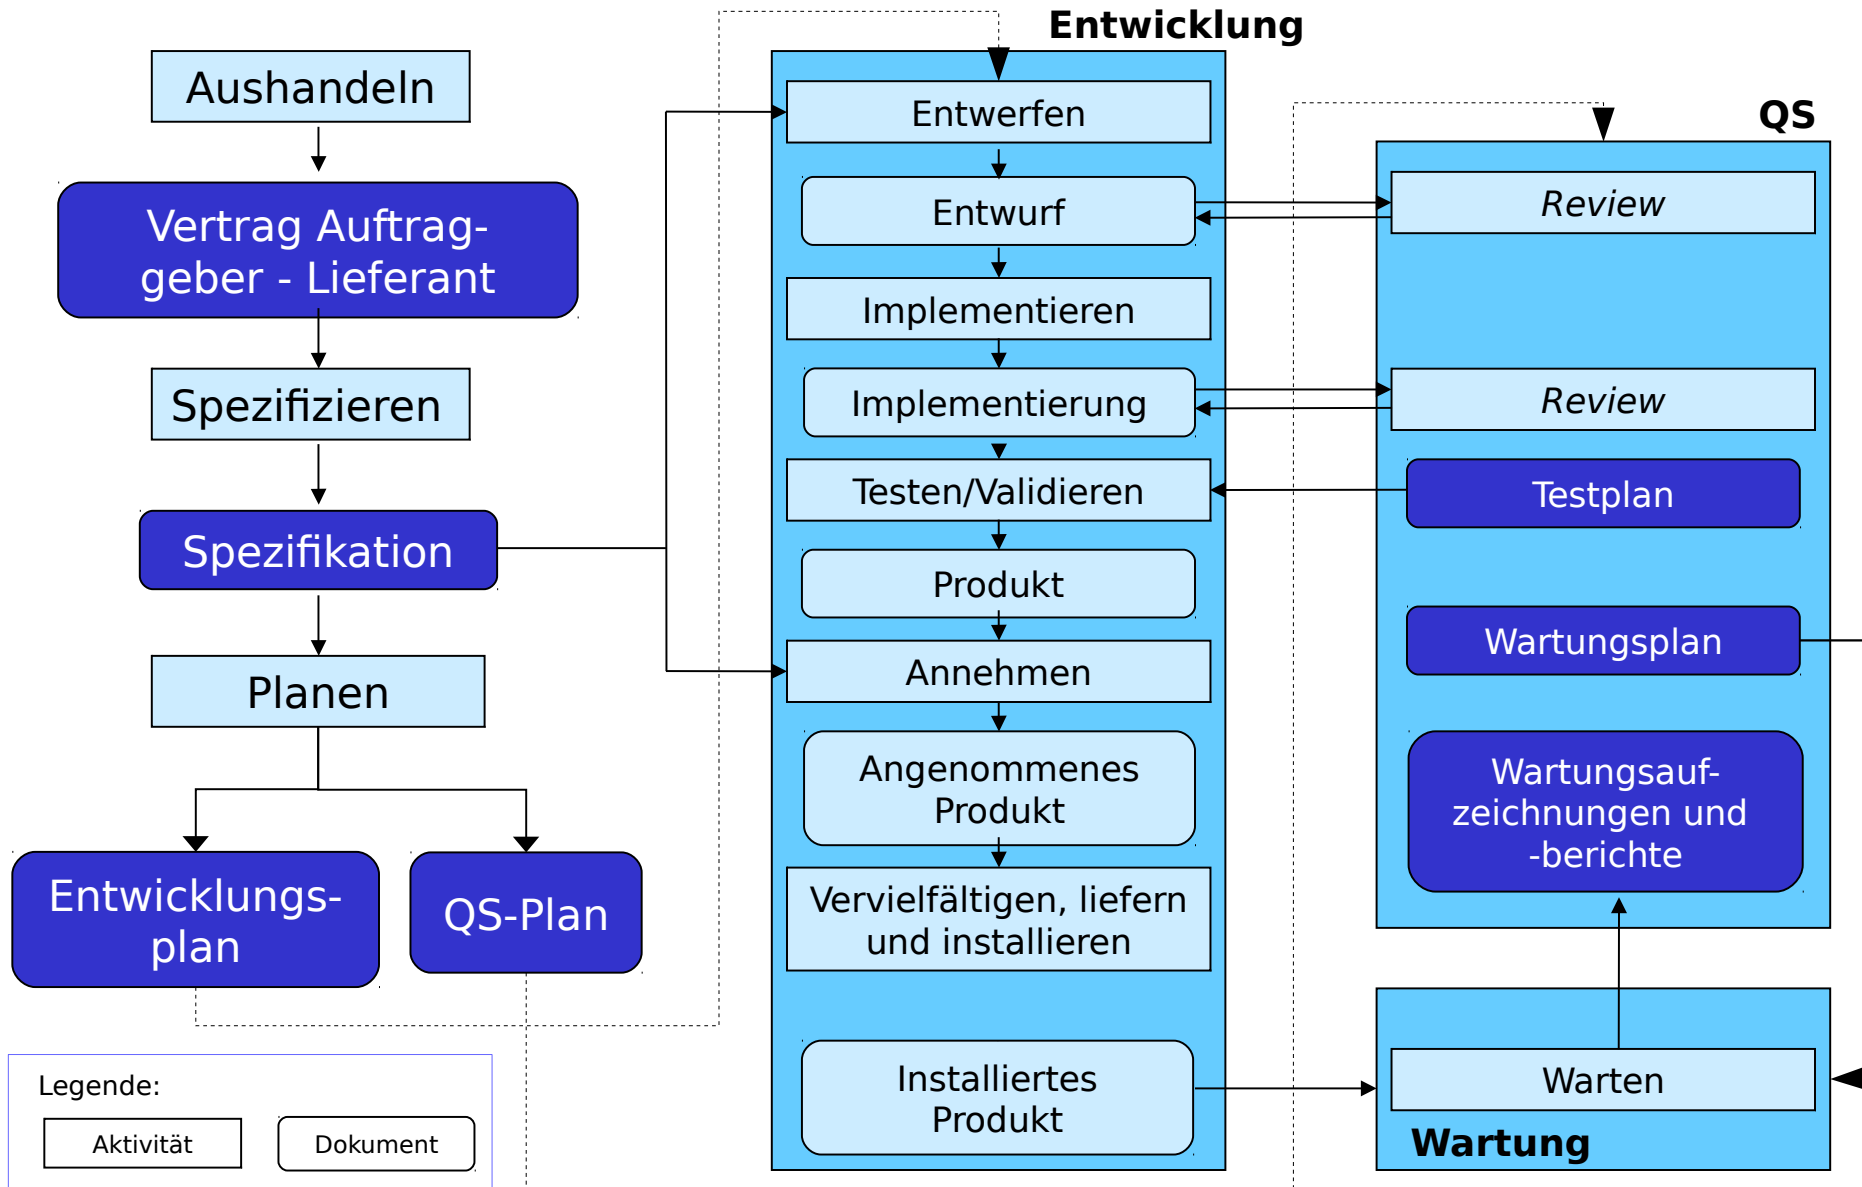 Aushandeln
Vertrag Auftrag-
geber - Lieferant
Spezifizieren
Spezifikation
Planen
Entwicklungs-
plan
QS-Plan
Legende:
Aktivität
Dokument
Entwicklung
Entwerfen
Entwurf
Implementieren
Implementierung
Testen/Validieren
Produkt
Annehmen
Angenommenes
Produkt
Vervielfältigen, liefern
und installieren
Installiertes
Produkt
QS
Review
Review
Testplan
Wartungsplan
Wartungsauf-
zeichnungen und
-berichte
Warten
Wartung